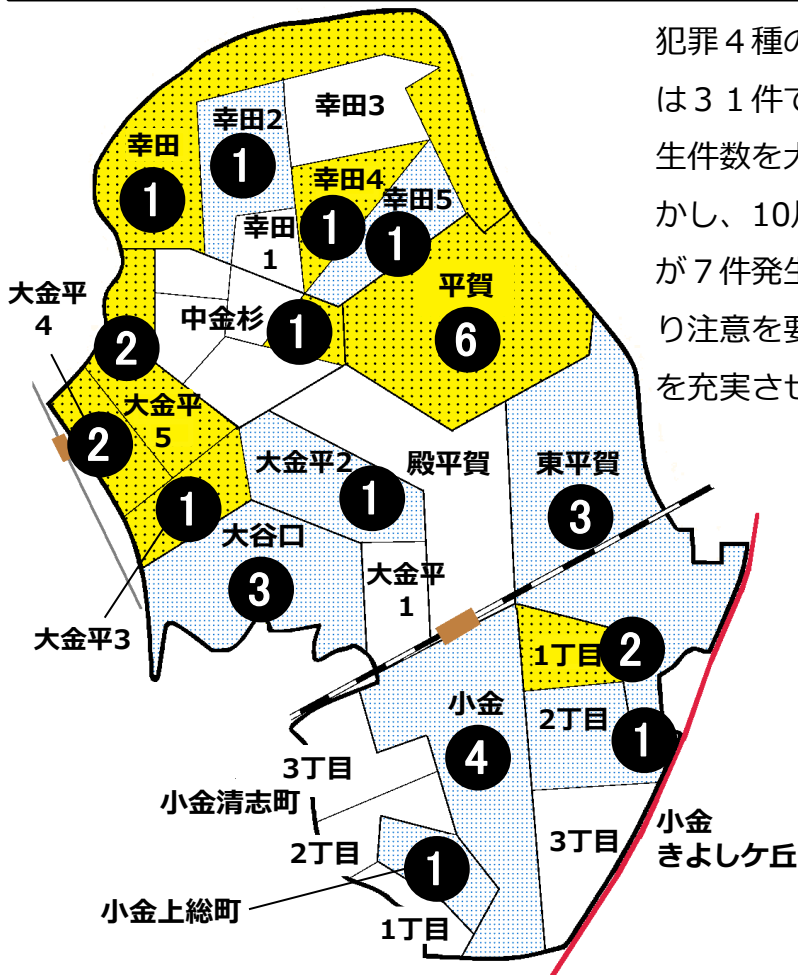 犯罪４種の
は３１件で
生件数を大
かし、10月
が７件発生
り注意を要
を充実させ
幸田3
幸田2
1
幸田
1
幸田4
1
幸田5
1
幸田
1
平賀
6
大金平
4
2
中金杉
1
2
大金平
5
大金平2
1
殿平賀
東平賀
3
1
大谷口
3
大金平
1
大金平3
1丁目
2
小金
4
2丁目
1
3丁目
小金清志町
2丁目
3丁目
小金
きよしケ丘
1
小金上総町
1丁目